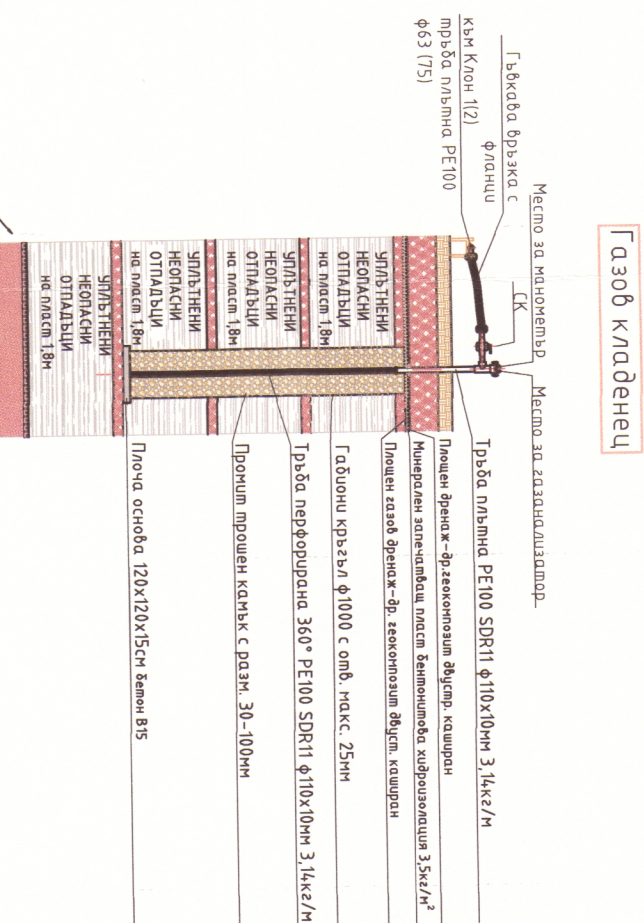 Газов кладенец
Място за манометър
Място за газанализатор
СК
Гъвкава връзка с
фланци
към Клон 1(2)
тръба плътна PE100
ф63 (75)
Тръба плътна PE100 SDR11 ф110x10мм 3,14кг/м
Площен дренаж-др.геокомпозит двустр. каширан
Минерален запечатващ пласт бентонитова хидроизолация 3,5кг/м²
Площен газов дренаж-др. геокомпозит двуст. каширан
Габиони кръгъл ф1000 с отв. макс. 25мм
Тръба перфорирана 360° PE100 SDR11 ф110x10мм 3,14кг/м
Промит трошен камък с разм. 30-100мм
Плоча основа 120x120x15см бетон В15
УПЛЪТНЕНИ
НЕОПАСНИ
ОТПАДЪЦИ
на пласт 1,8м
УПЛЪТНЕНИ
НЕОПАСНИ
ОТПАДЪЦИ
на пласт 1,8м
УПЛЪТНЕНИ
НЕОПАСНИ
ОТПАДЪЦИ
на пласт 1,8м
УПЛЪТНЕНИ
НЕОПАСНИ
ОТПАДЪЦИ
на пласт 1,8м